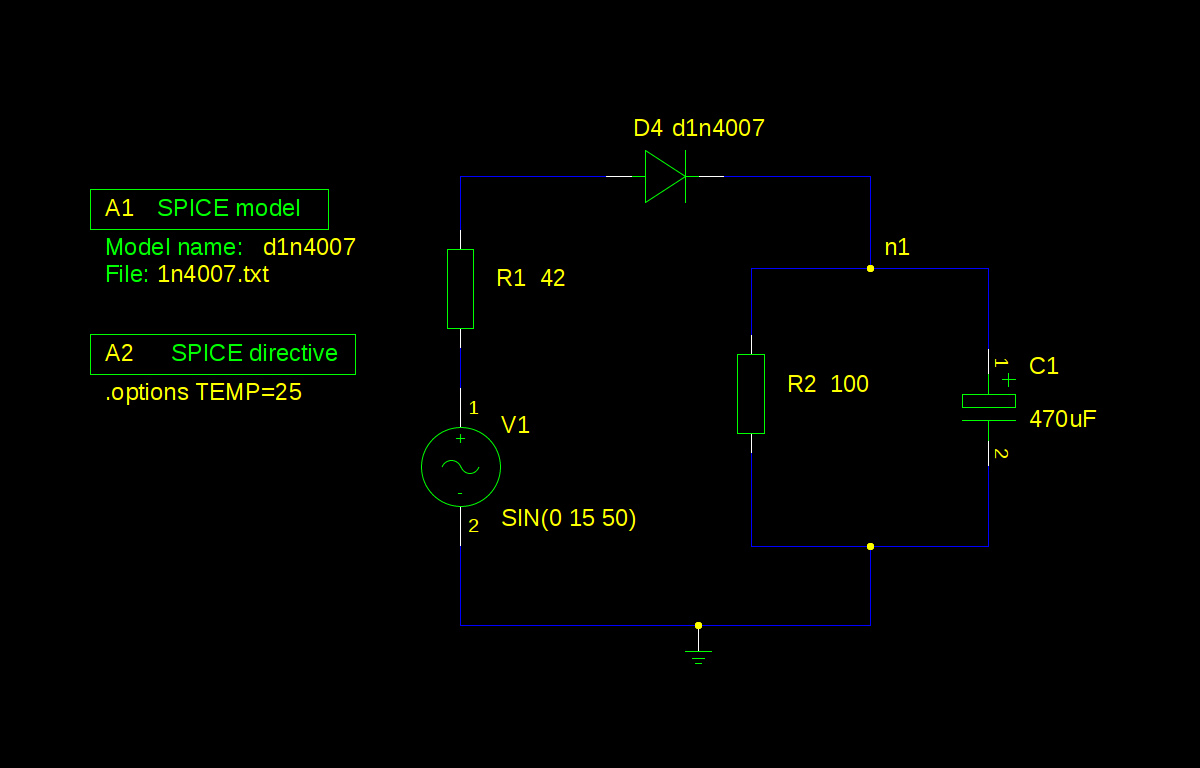 D4 d1n4007
A1 SPICE model
Model name: d1n4007
File: 1n4007.txt
n1
R1 42
A2 SPICE directive
.options TEMP=25
1
+
V1
-
2
SIN(0 15 50)
R2 100
1
+
C1
470uF
2